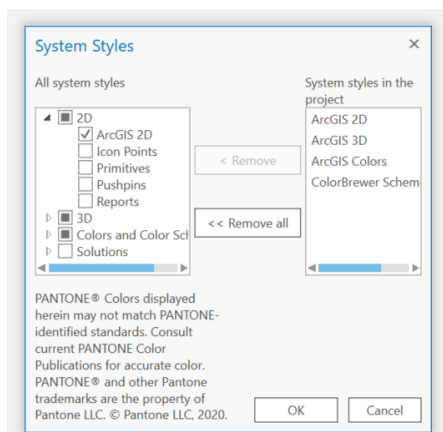 System Styles
All system styles
System styles in the
project
2D
ArcGIS 2D
Icon Points
Primitives
Pushpins
Reports
3D
Colors and Color Sch
Solutions
< Remove
<< Remove all
ArcGIS 2D
ArcGIS 3D
ArcGIS Colors
ColorBrewer Schem
PANTONE® Colors displayed
herein may not match PANTONE-
identified standards. Consult
current PANTONE Color
Publications for accurate color.
PANTONE® and other Pantone
trademarks are the property of
Pantone LLC. © Pantone LLC, 2020.
OK
Cancel